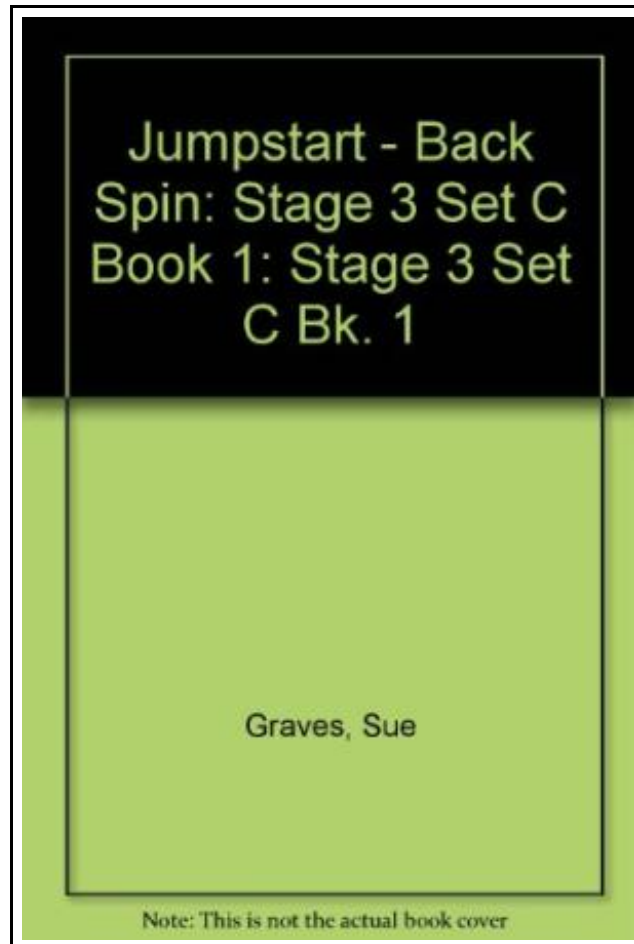 Jumpstart - Back
Spin: Stage 3 Set C
Book 1: Stage 3 Set
C Bk. 1
Graves, Sue
Note: This is not the actual book cover